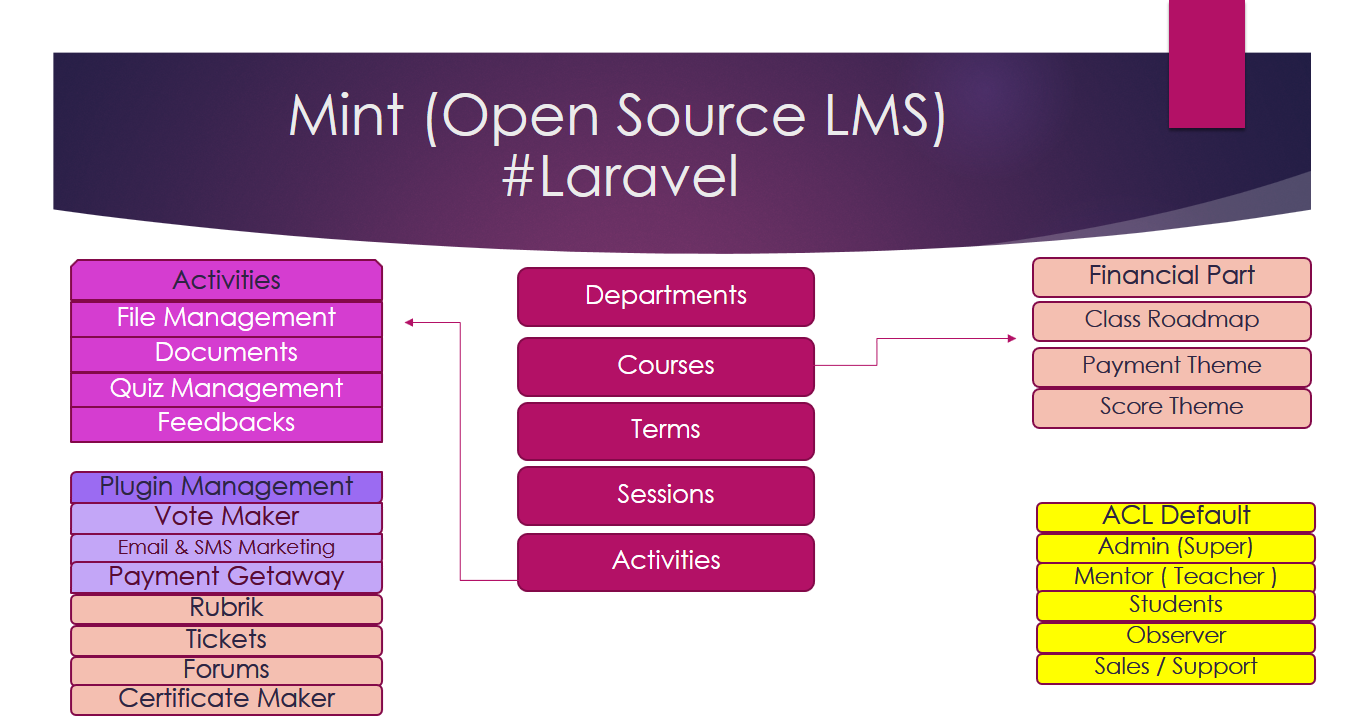 Mint (Open Source LMS)
#Laravel
Activities
File Management
Documents
Quiz Management
Feedbacks
Plugin Management
Vote Maker
Email & SMS Marketing
Payment Getaway
Rubrik
Tickets
Forums
Certificate Maker
Departments
Courses
Terms
Sessions
Activities
Financial Part
Class Roadmap
Payment Theme
Score Theme
ACL Default
Admin (Super)
Mentor ( Teacher )
Students
Observer
Sales / Support